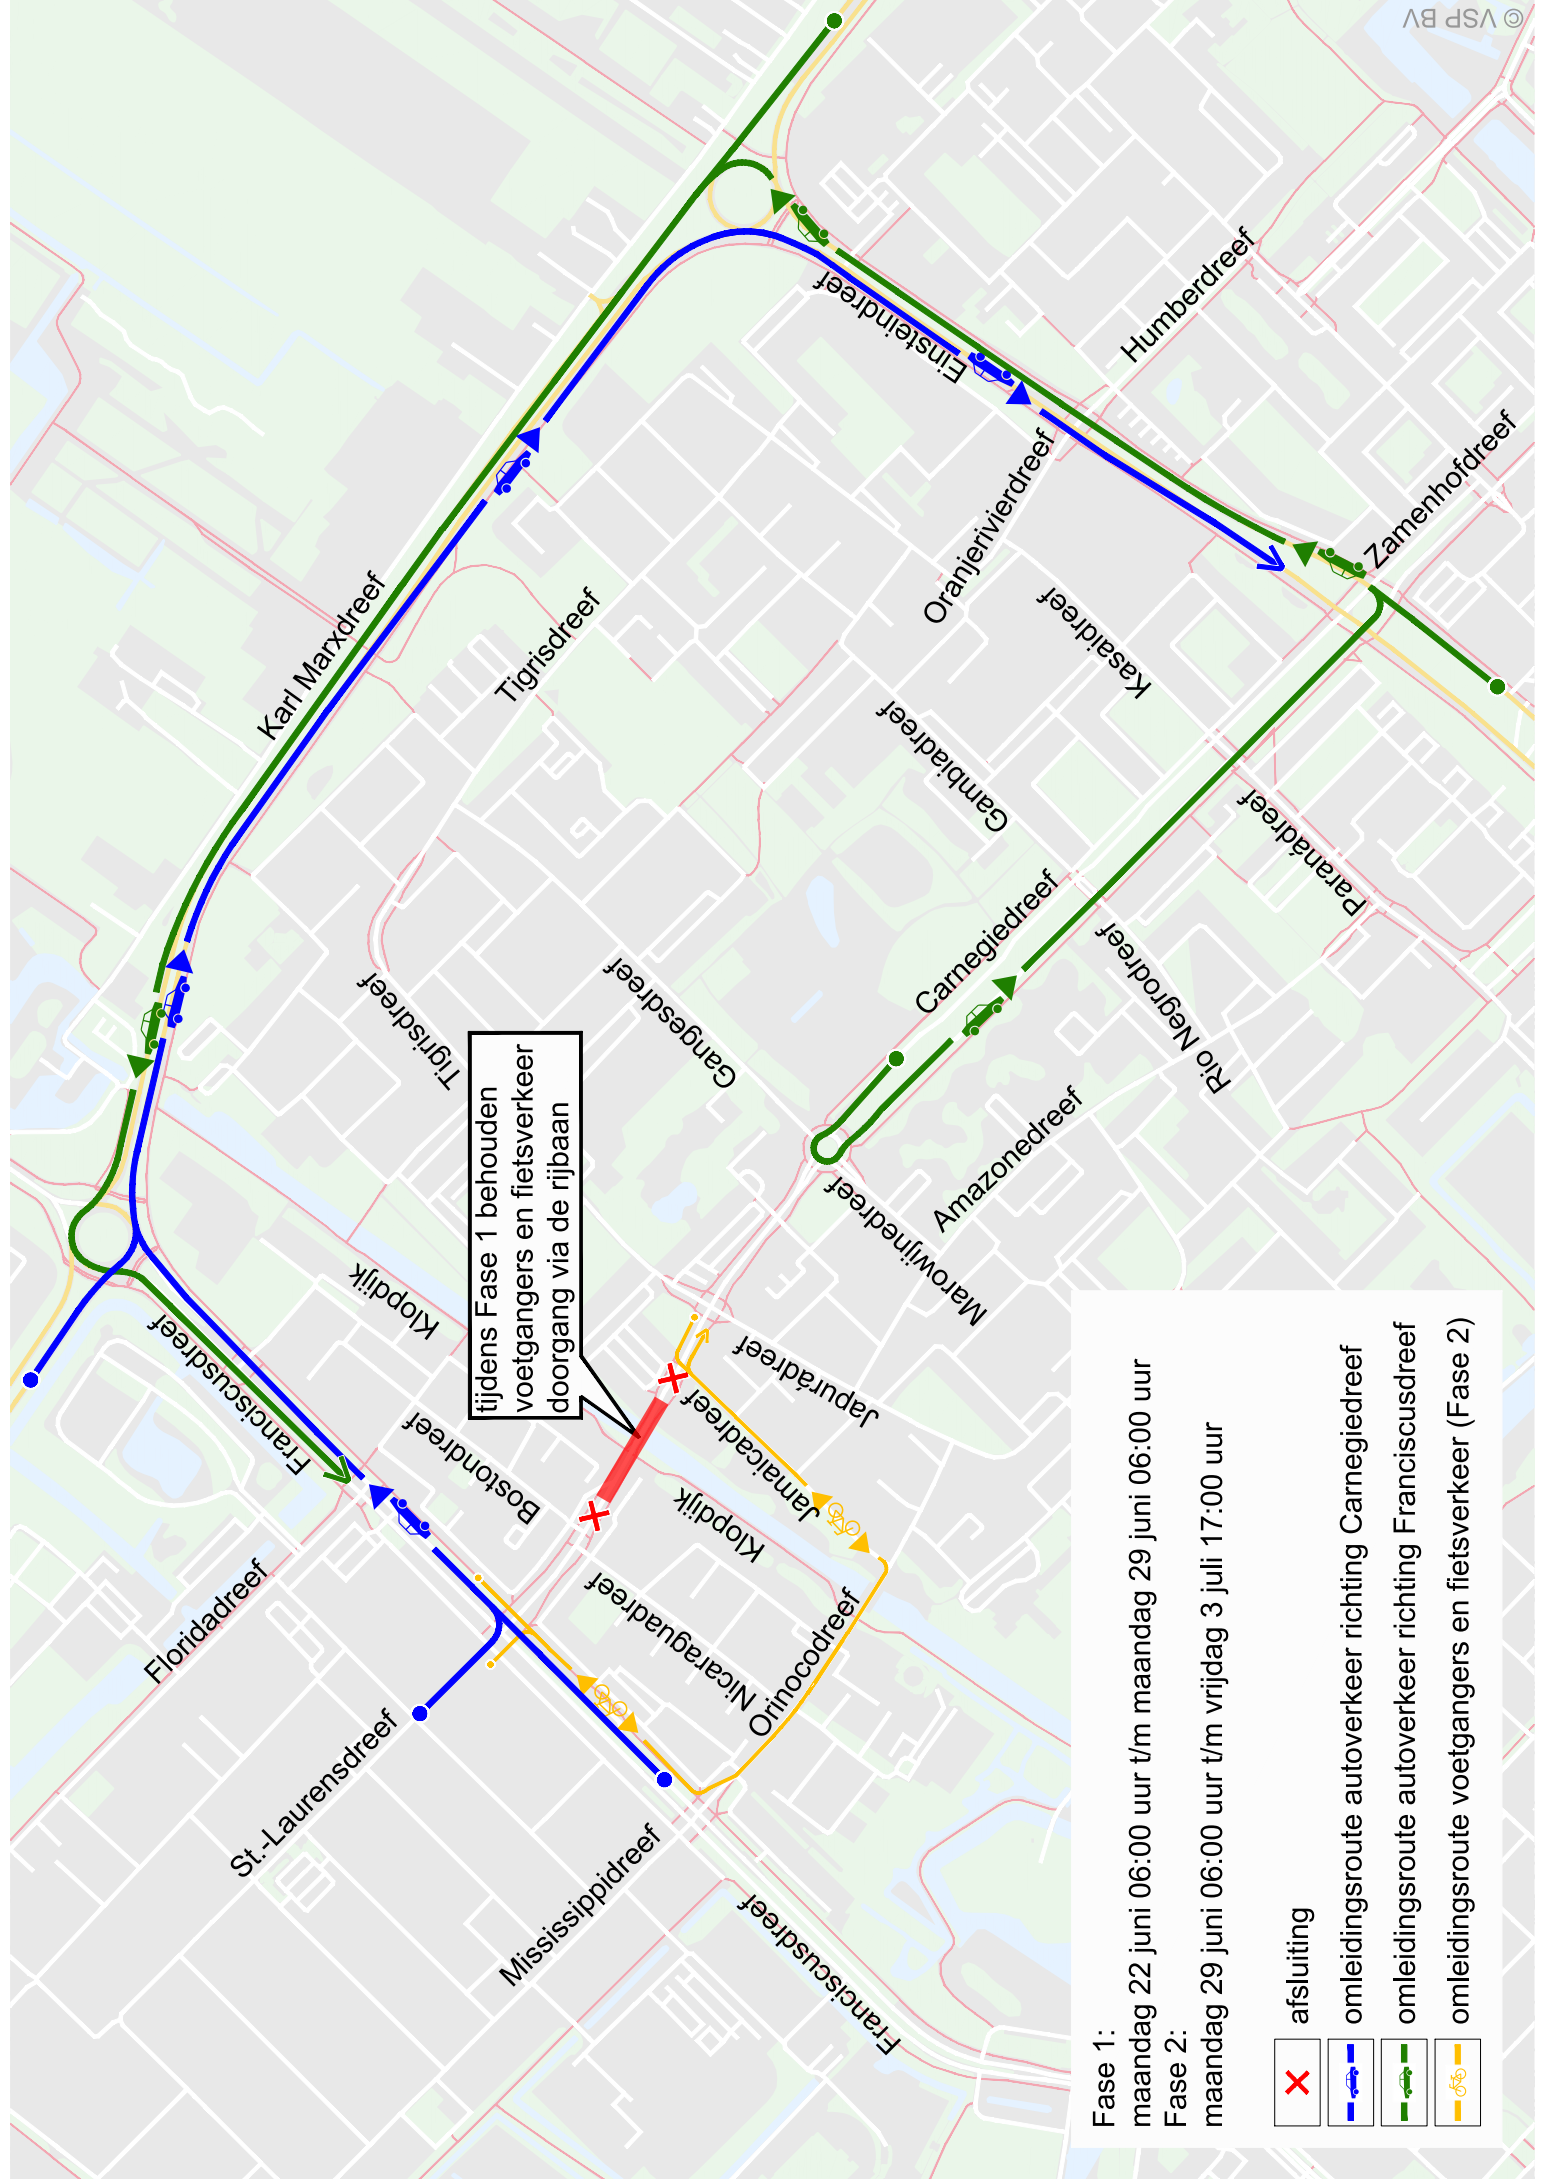 Karl Marxdreef
Tigrisdreef
Tigrisdreef
Einsteindreef
Humberdreef
Oranjerivierdreef
Zamenhofdreef
Kasaidreef
Gambiadreef
Paranádreef
Carnegiedreef
Rio Negrodreef
Gangesdreef
Amazonedreef
Marowijnedreef
Japurádreef
Jamaicadreef
Klopdijk
Klopdijk
Franciscusdreef
Bostondreef
Floridadreef
Nicaraguadreef
Orinocodreef
St.-Laurensdreef
Mississippidreef
Franciscusdreef
tijdens Fase 1 behouden
voetgangers en fietsverkeer
doorgang via de rijbaan
Fase 1:
maandag 22 juni 06:00 uur t/m maandag 29 juni 06:00 uur
Fase 2:
maandag 29 juni 06:00 uur t/m vrijdag 3 juli 17:00 uur
afsluiting
omleidingsroute autoverkeer richting Carnegiedreef
omleidingsroute autoverkeer richting Franciscusdreef
omleidingsroute voetgangers en fietsverkeer (Fase 2)
© VSP BV